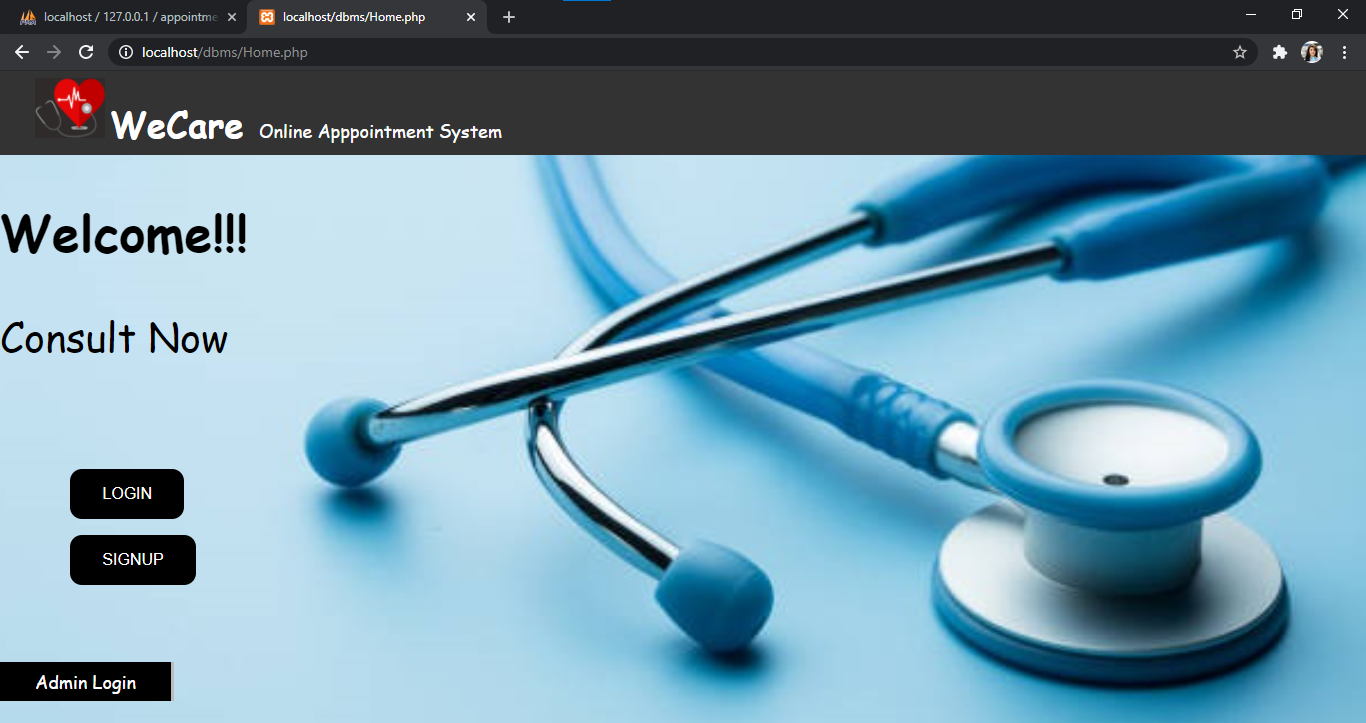 localhost / 127.0.0.1 / appointme
localhost/dbms/Home.php
localhost/dbms/Home.php
WeCare Online Apppointment System
Welcome!!!
Consult Now
LOGIN
SIGNUP
Admin Login